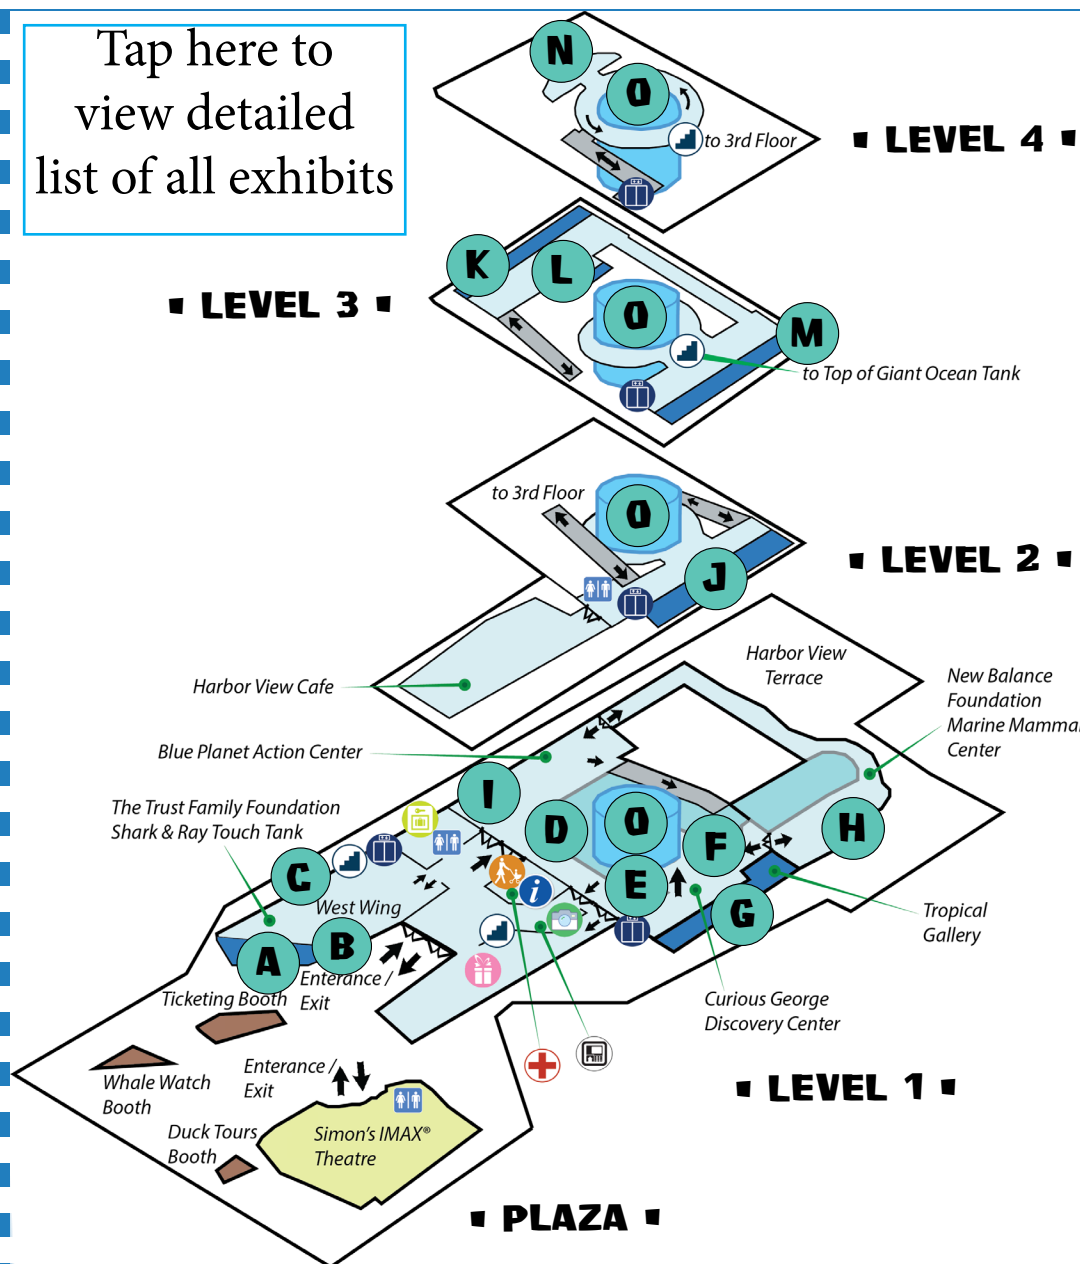 Tap here to
view detailed
list of all exhibits
N
O
to 3rd Floor
LEVEL 4
K
L
O
M
LEVEL 3
to Top of Giant Ocean Tank
to 3rd Floor
O
J
LEVEL 2
Harbor View Cafe
Harbor View
Terrace
New Balance
Foundation
Marine Mamma
Center
Blue Planet Action Center
The Trust Family Foundation
Shark & Ray Touch Tank
I
D
O
F
H
C
E
i
West Wing
G
A
B
Tropical
Gallery
Enterance /
Exit
Ticketing Booth
Curious George
Discovery Center
Whale Watch
Booth
Enterance /
Exit
LEVEL 1
Duck Tours
Booth
Simon's IMAX®
Theatre
PLAZA